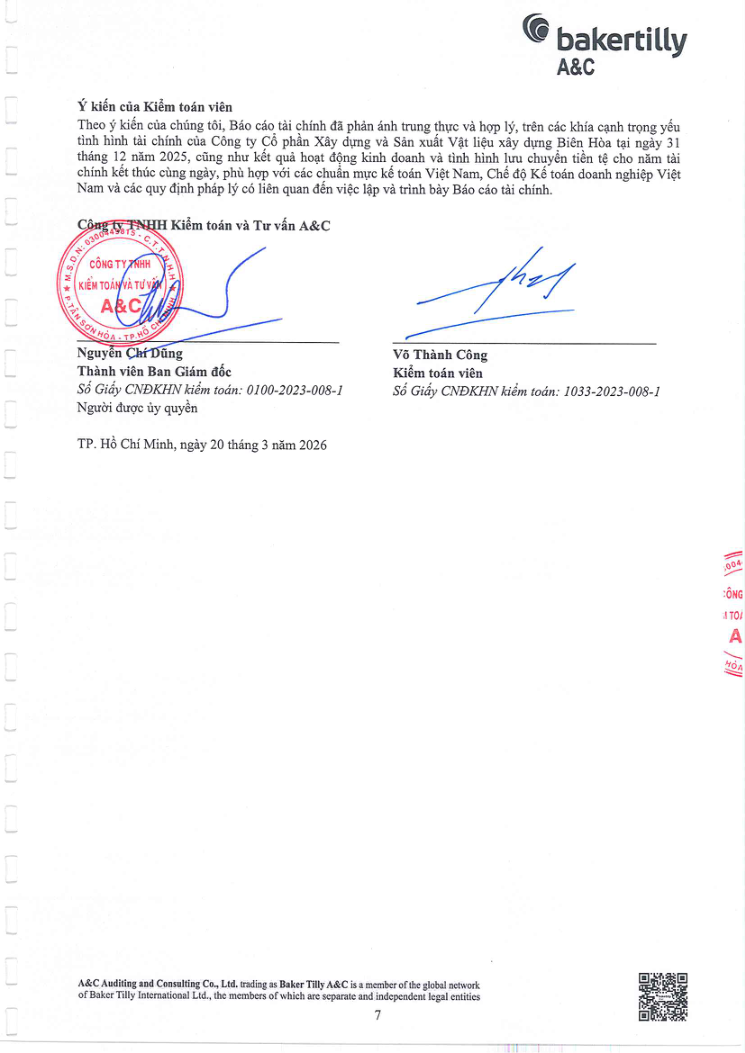 bakertilly
A&C
Ý kiến của Kiểm toán viên
Theo ý kiến của chúng tôi, Báo cáo tài chính đã phản ánh trung thực và hợp lý, trên các khía cạnh trọng yếu
tình hình tài chính của Công ty Cổ phần Xây dựng và Sản xuất Vật liệu xây dựng Biên Hòa tại ngày 31
tháng 12 năm 2025, cũng như kết quả hoạt động kinh doanh và tình hình lưu chuyển tiền tệ cho năm tài
chính kết thúc cùng ngày, phù hợp với các chuẩn mực kế toán Việt Nam, Chế độ Kế toán doanh nghiệp Việt
Nam và các quy định pháp lý có liên quan đến việc lập và trình bày Báo cáo tài chính.
Công ty TNHH Kiểm toán và Tư vấn A&C
M.S.D.N: 0300449815 - C.T.T.N.H.H
CÔNG TY TNHH
KIỂM TOÁN VÀ TƯ VẤN
A&C
P.TÂN SƠN HÒA - TP.HỒ CHÍ MINH
Nguyễn Chí Dũng
Thành viên Ban Giám đốc
Số Giấy CNĐKHN kiểm toán: 0100-2023-008-1
Người được ủy quyền
Võ Thành Công
Kiểm toán viên
Số Giấy CNĐKHN kiểm toán: 1033-2023-008-1
TP. Hồ Chí Minh, ngày 20 tháng 3 năm 2026
A
A&C Auditing and Consulting Co., Ltd. trading as Baker Tilly A&C is a member of the global network
of Baker Tilly International Ltd., the members of which are separate and independent legal entities
7